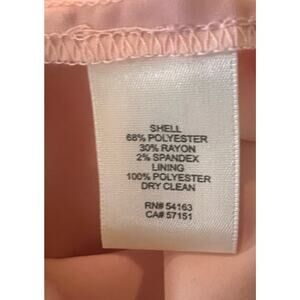 SHELL
68% POLYESTER
30% RAYON
2% SPANDEX
LINING
100% POLYESTER
DRY CLEAN
RN# 54163
CA# 57151